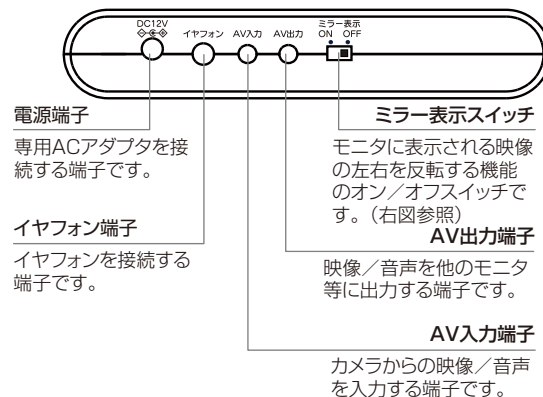 DC12V
イヤフォン AV入力 AV出力
ミラー表示
ON OFF
電源端子
専用ACアダプタを接
続する端子です。
イヤフォン端子
イヤフォンを接続する
端子です。
ミラー表示スイッチ
モニタに表示される映像
の左右を反転する機能
のオン／オフスイッチで
す。（右図参照）
AV出力端子
映像／音声を他のモニタ
等に出力する端子です。
AV入力端子
カメラからの映像／音声
を入力する端子です。